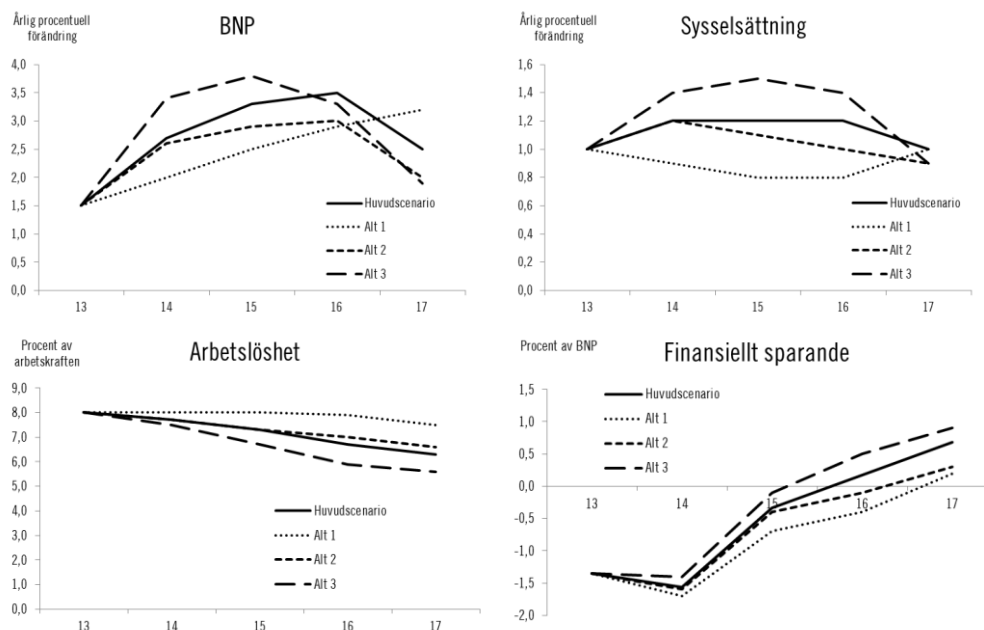 Årlig procentuell
förändring
BNP
4,0
3,5
3,0
2,5
2,0
1,5
1,0
0,5
0,0
13 14 15 16 17
Huvudscenario
Alt 1
Alt 2
Alt 3
Årlig procentuell
förändring
Sysselsättning
1,6
1,4
1,2
1,0
0,8
0,6
0,4
0,2
0,0
13 14 15 16 17
Huvudscenario
Alt 1
Alt 2
Alt 3
Procent av
arbetskraften
Arbetslöshet
9,0
8,0
7,0
6,0
5,0
4,0
3,0
2,0
1,0
0,0
13 14 15 16 17
Huvudscenario
Alt 1
Alt 2
Alt 3
Procent av BNP
Finansiellt sparande
1,5
1,0
0,5
0,0
-0,5
-1,0
-1,5
-2,0
13 14 15 16 17
Huvudscenario
Alt 1
Alt 2
Alt 3